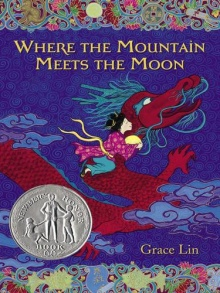 WHERE THE MOUNTAIN
MEETS THE MOON
Grace Lin